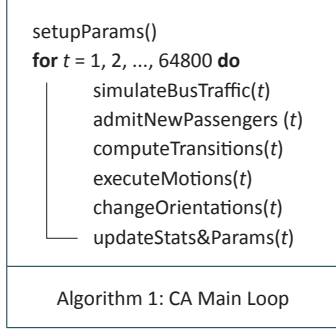 setupParams()
for t = 1, 2, ..., 64800 do
simulateBusTraffic(t)
admitNewPassengers (t)
computeTransitions(t)
executeMotions(t)
changeOrientations(t)
updateStats&Params(t)
Algorithm 1: CA Main Loop